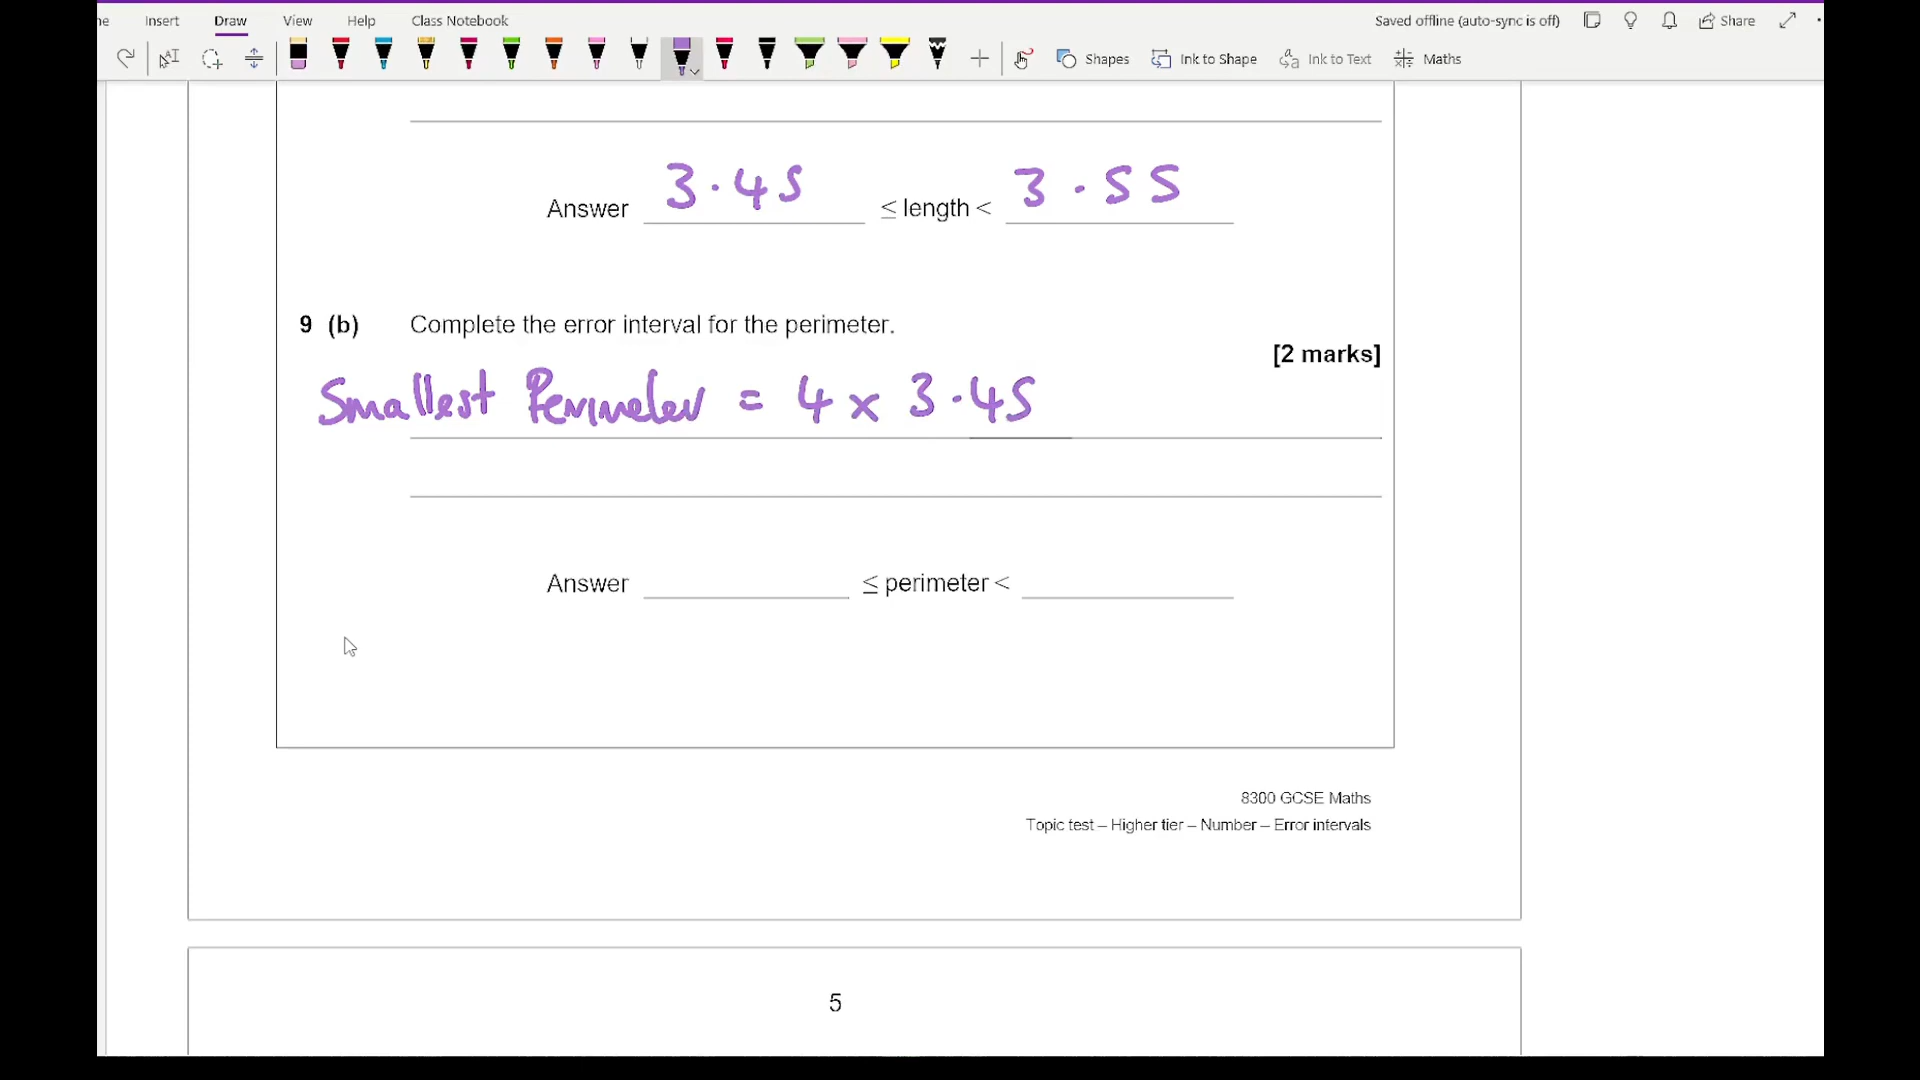 ne Insert Draw View Help Class Notebook Saved offline (auto-sync is off) Share
Shapes Ink to Shape Ink to Text Maths
Answer 3.45 ≤ length < 3.55
9 (b) Complete the error interval for the perimeter.
[2 marks]
Smallest Perimeter = 4 x 3.45
Answer ≤ perimeter <
8300 GCSE Maths
Topic test – Higher tier – Number – Error intervals
5